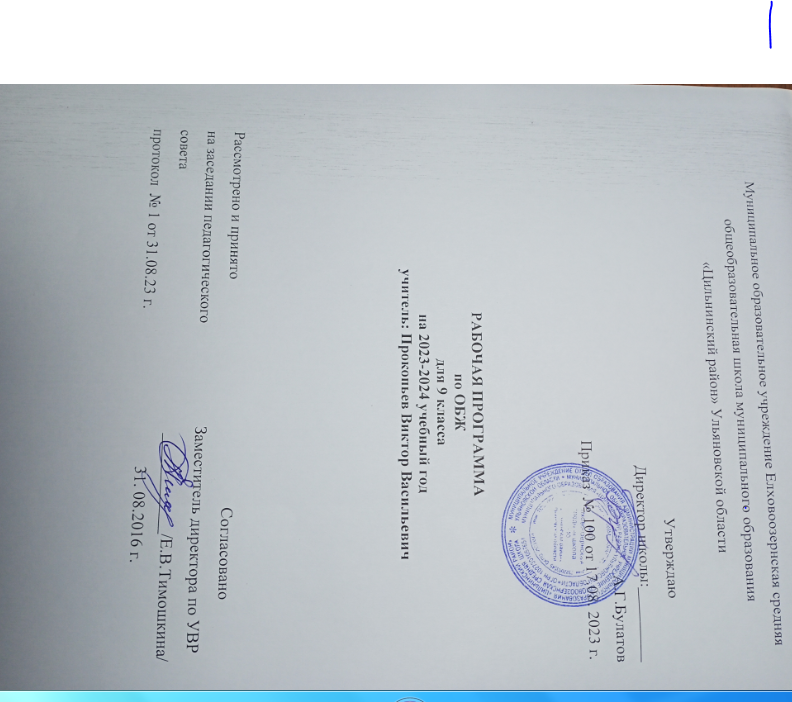 Муниципальное образовательное учреждение Елховоозернская средняя
общеобразовательная школа муниципального образования
«Цильнинский район» Ульяновской области
Утверждаю
Директор школы:________
А.Г.Булатов
Приказ № 100 от 17.08. 2023 г.
РАБОЧАЯ ПРОГРАММА
по ОБЖ
для 9 класса
на 2023-2024 учебный год
учитель: Прокопьев Виктор Васильевич
Рассмотрено и принято
на заседании педагогического
совета
протокол № 1 от 31.08.23 г.
Согласовано
Заместитель директора по УВР
/Е.В.Тимошкина/
31. 08.2016 г.